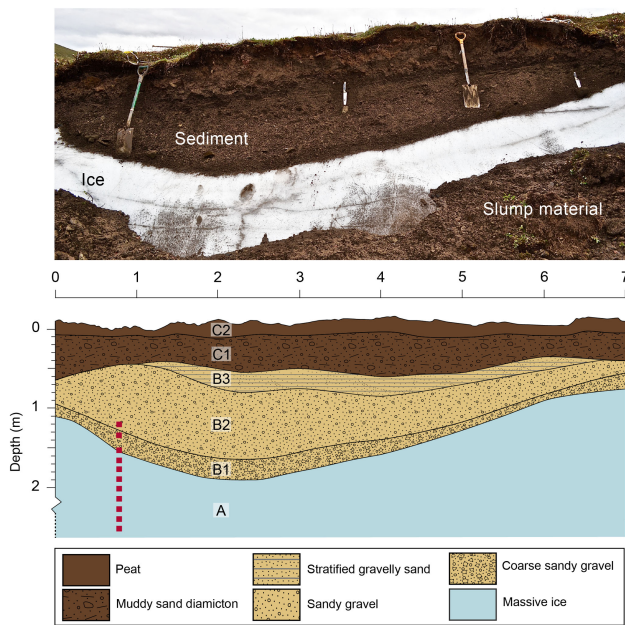 Sediment
Ice
Slump material
0 1 2 3 4 5 6 7
Depth (m)
0
1
2
C2
C1
B3
B2
B1
A
Peat
Stratified gravelly sand
Coarse sandy gravel
Muddy sand diamicton
Sandy gravel
Massive ice